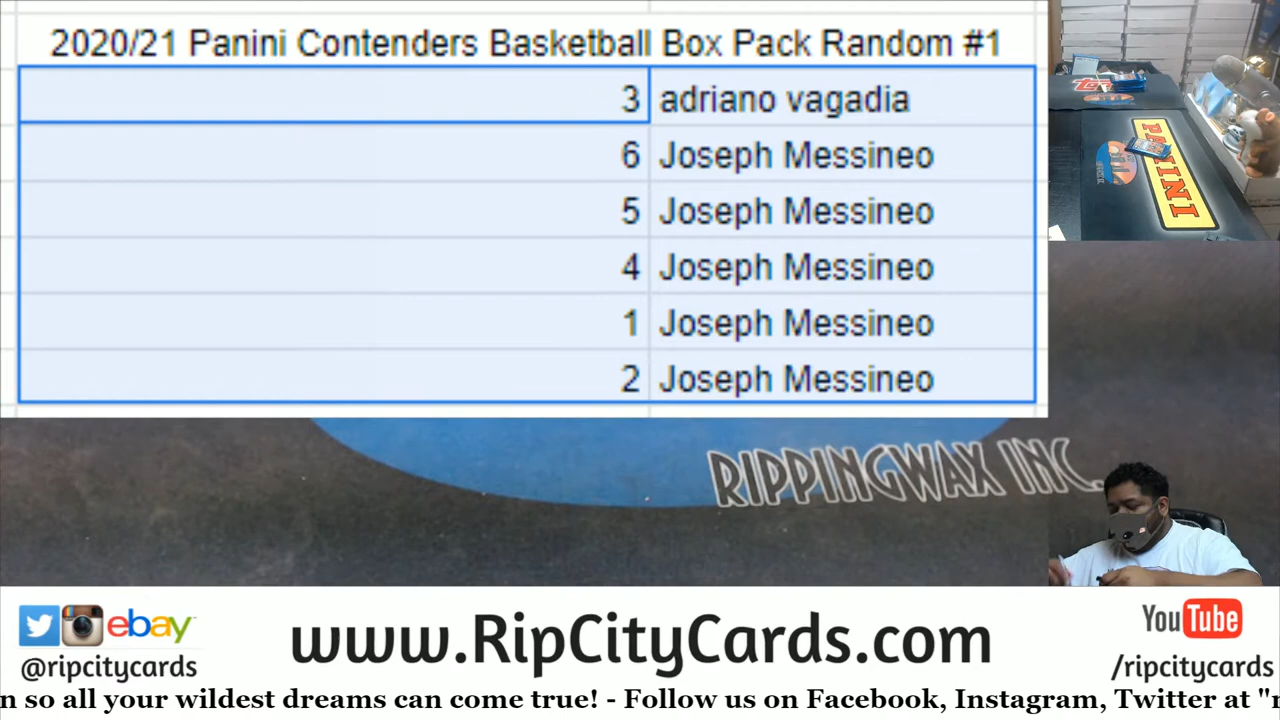 2020/21 Panini Contenders Basketball Box Pack Random #1
3 adriano vagadia
6 Joseph Messineo
5 Joseph Messineo
4 Joseph Messineo
1 Joseph Messineo
2 Joseph Messineo
PANINI
RIPPINGWAX INC.
ebay
@ripcitycards
www.RipCityCards.com
YouTube
/ripcitycards
n so all your wildest dreams can come true! - Follow us on Facebook, Instagram, Twitter at "